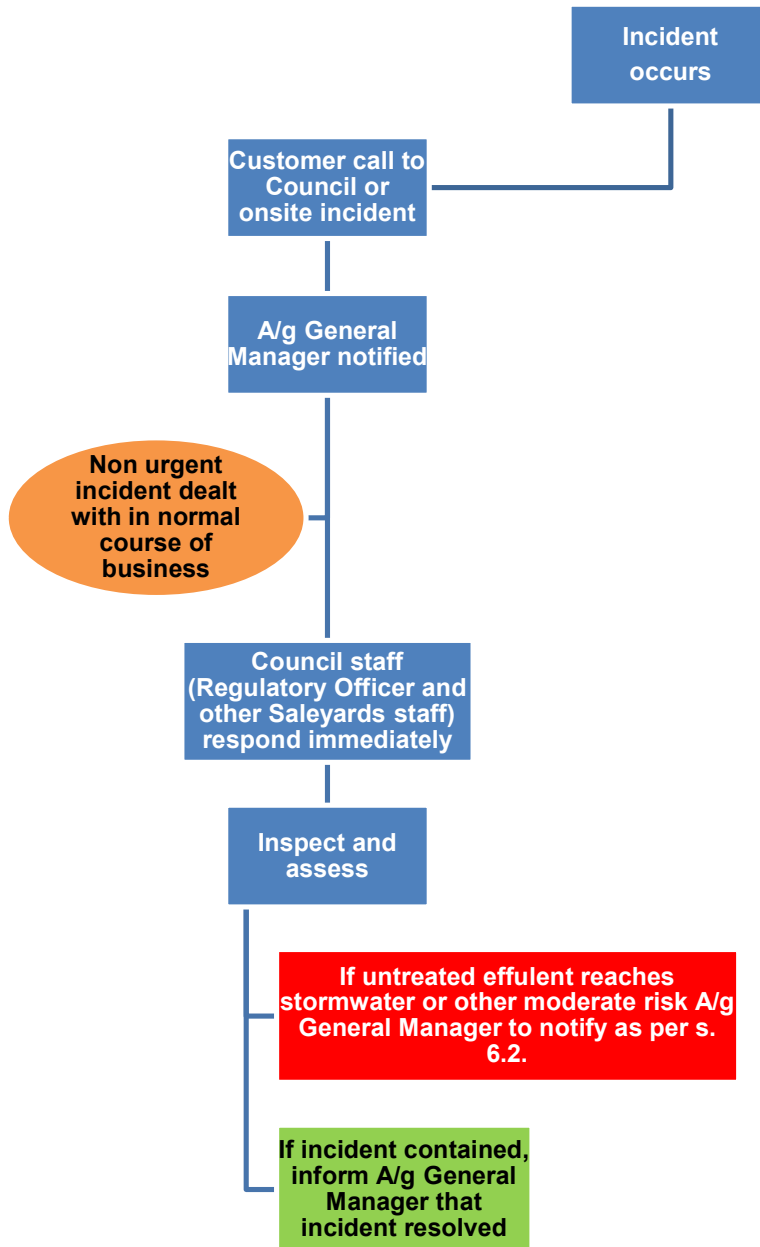 Incident
occurs
Customer call to
Council or
onsite incident
A/g General
Manager notified
Non urgent
incident dealt
with in normal
course of
business
Council staff
(Regulatory Officer and
other Saleyards staff)
respond immediately
Inspect and
assess
If untreated effulent reaches
stormwater or other moderate risk A/g
General Manager to notify as per s.
6.2.
If incident contained,
inform A/g General
Manager that
incident resolved